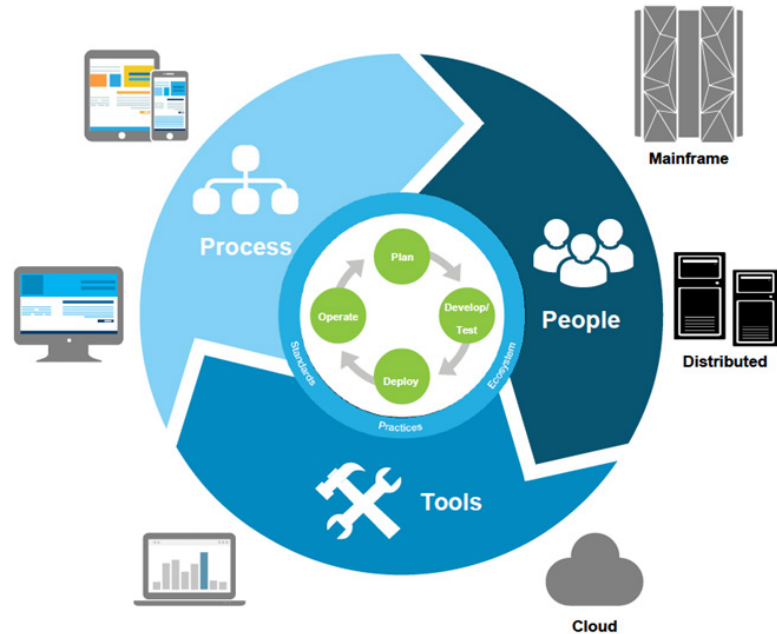 Mainframe
Process
Plan
People
Operate
Develop/
Test
Distributed
Deploy
Standards
Ecosystem
Practices
Tools
Cloud